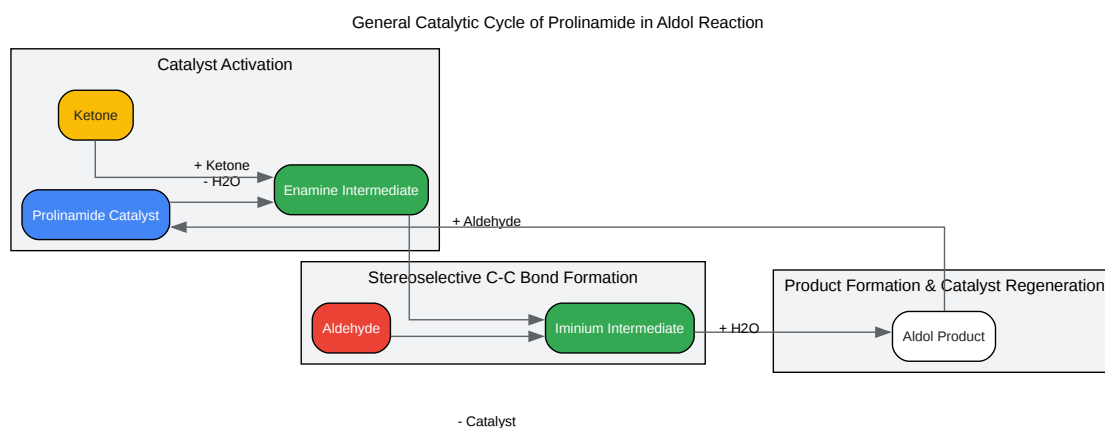 General Catalytic Cycle of Prolinamide in Aldol Reaction
Catalyst Activation
Ketone
+ Ketone
- H2O
Enamine Intermediate
Prolinamide Catalyst
+ Aldehyde
Stereoselective C-C Bond Formation
Aldehyde
Iminium Intermediate
+ H2O
Product Formation & Catalyst Regeneration
Aldol Product
- Catalyst